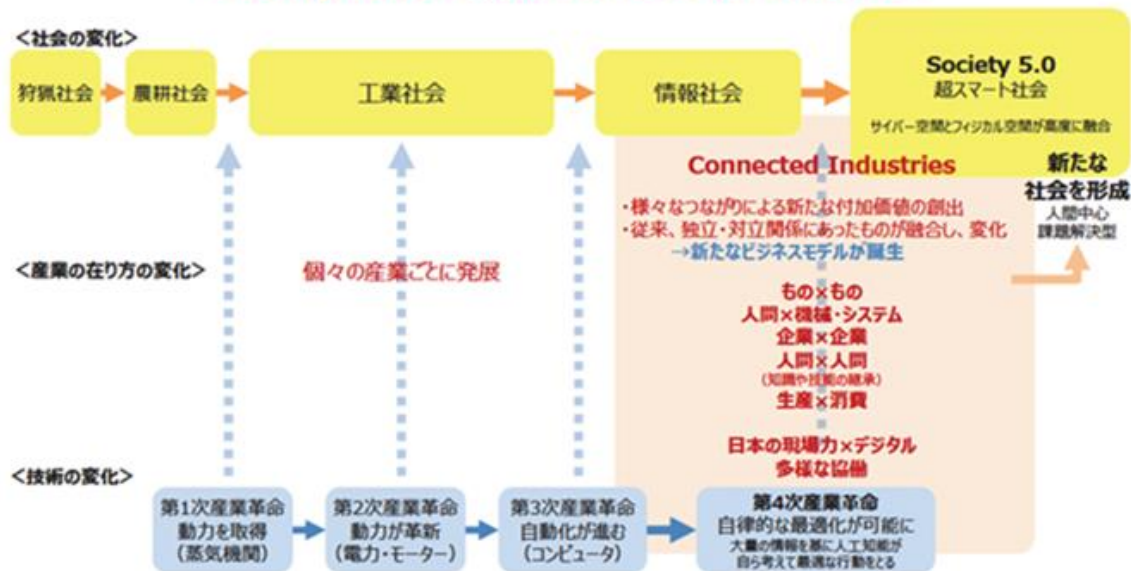 <社会の変化>
狩猟社会
農耕社会
工業社会
情報社会
Society 5.0
超スマート社会
サイバー空間とフィジカル空間が高度に融合
Connected Industries
・様々なつながりによる新たな付加価値の創出
・従来、独立・対立関係にあったものが融合し、変化
→新たなビジネスモデルが誕生
新たな
社会を形成
人間中心
課題解決型
<産業の在り方の変化>
個々の産業ごとに発展
もの×もの
人間×機械・システム
企業×企業
人間×人間
(知識や技能の継承)
生産×消費
日本の現場力×デジタル
多様な協働
<技術の変化>
第1次産業革命
動力を取得
(蒸気機関)
第2次産業革命
動力が革新
(電力・モーター)
第3次産業革命
自動化が進む
(コンピュータ)
第4次産業革命
自律的な最適化が可能に
大量の情報を基に人工知能が
自ら考えて最適な行動をとる